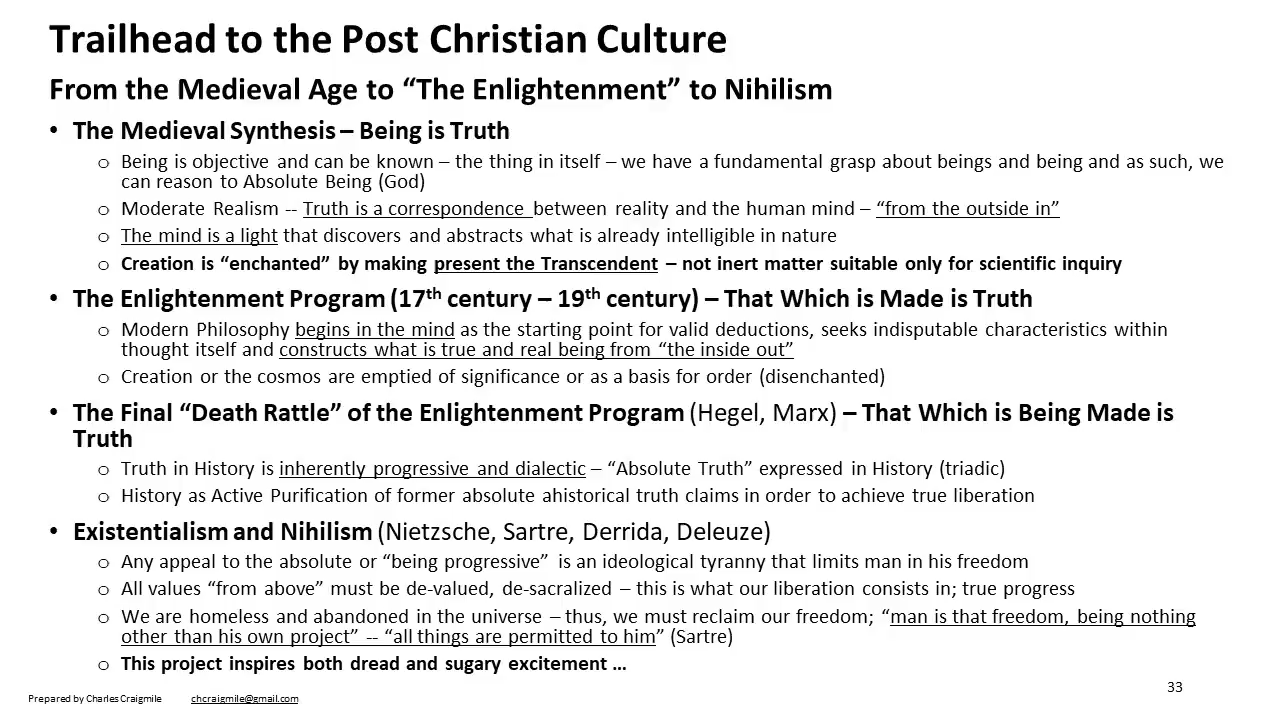 Trailhead to the Post Christian Culture
From the Medieval Age to “The Enlightenment” to Nihilism
• The Medieval Synthesis – Being is Truth
o Being is objective and can be known – the thing in itself – we have a fundamental grasp about beings and being and as such, we
can reason to Absolute Being (God)
o Moderate Realism -- Truth is a correspondence between reality and the human mind – “from the outside in”
o The mind is a light that discovers and abstracts what is already intelligible in nature
o Creation is “enchanted” by making present the Transcendent – not inert matter suitable only for scientific inquiry
• The Enlightenment Program (17th century – 19th century) – That Which is Made is Truth
o Modern Philosophy begins in the mind as the starting point for valid deductions, seeks indisputable characteristics within
thought itself and constructs what is true and real being from “the inside out”
o Creation or the cosmos are emptied of significance or as a basis for order (disenchanted)
• The Final “Death Rattle” of the Enlightenment Program (Hegel, Marx) – That Which is Being Made is
Truth
o Truth in History is inherently progressive and dialectic – “Absolute Truth” expressed in History (triadic)
o History as Active Purification of former absolute ahistorical truth claims in order to achieve true liberation
• Existentialism and Nihilism (Nietzsche, Sartre, Derrida, Deleuze)
o Any appeal to the absolute or “being progressive” is an ideological tyranny that limits man in his freedom
o All values “from above” must be de-valued, de-sacralized – this is what our liberation consists in; true progress
o We are homeless and abandoned in the universe – thus, we must reclaim our freedom; “man is that freedom, being nothing
other than his own project” -- “all things are permitted to him” (Sartre)
o This project inspires both dread and sugary excitement …
Prepared by Charles Craigmile chcraigmile@gmail.com
33